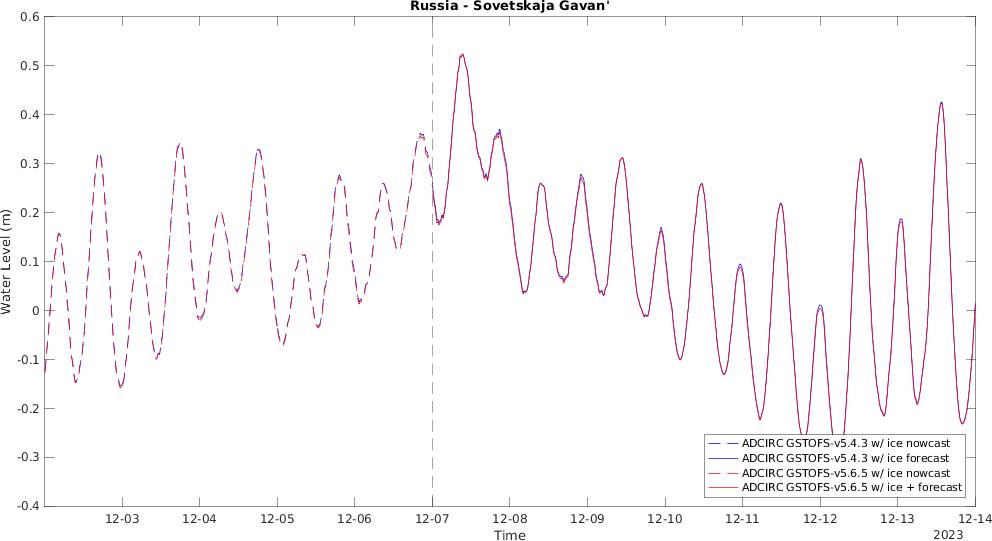 Russia - Sovetskaja Gavan'
0.6
0.5
0.4
0.3
0.2
0.1
0
-0.1
-0.2
-0.3
-0.4
Water Level (m)
ADCIRC GSTOFS-v5.4.3 w/ ice nowcast
ADCIRC GSTOFS-v5.4.3 w/ ice forecast
ADCIRC GSTOFS-v5.6.5 w/ ice nowcast
ADCIRC GSTOFS-v5.6.5 w/ ice + forecast
12-03 12-04 12-05 12-06 12-07 12-08 12-09 12-10 12-11 12-12 12-13 12-14
Time
2023